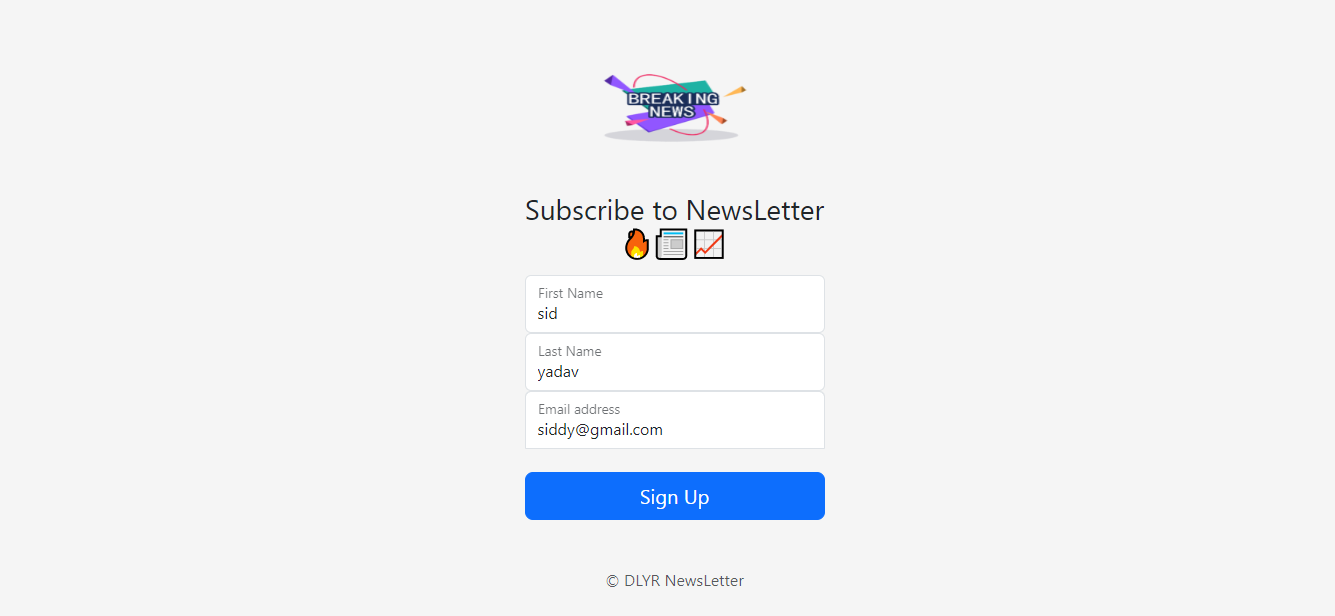 BREAKING
NEWS
Subscribe to NewsLetter
🔥📰📈
First Name
sid
Last Name
yadav
Email address
siddy@gmail.com
Sign Up
© DLYR NewsLetter